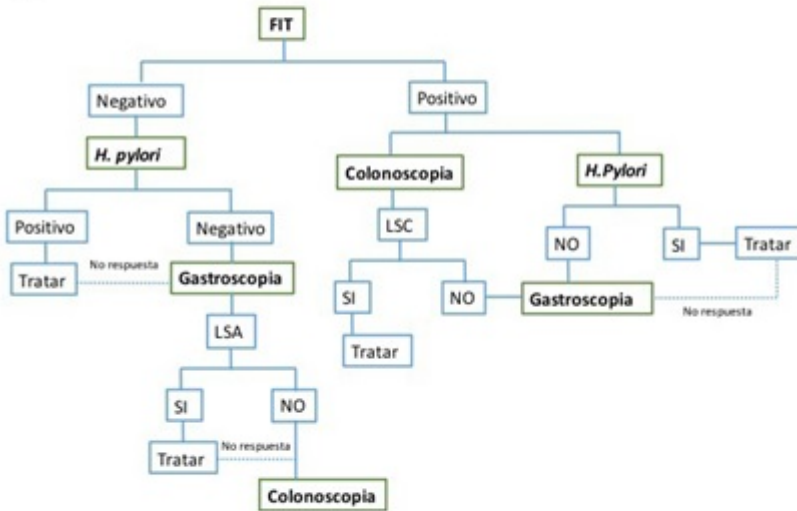 FIT
Negativo
Positivo
H. pylori
Colonoscopia
H.Pylori
Positivo
Negativo
LSC
NO
SI
Tratar
Tratar
No respuesta
Gastroscopia
SI
NO
Gastroscopia
No respuesta
LSA
Tratar
SI
NO
Tratar
No respuesta
Colonoscopia